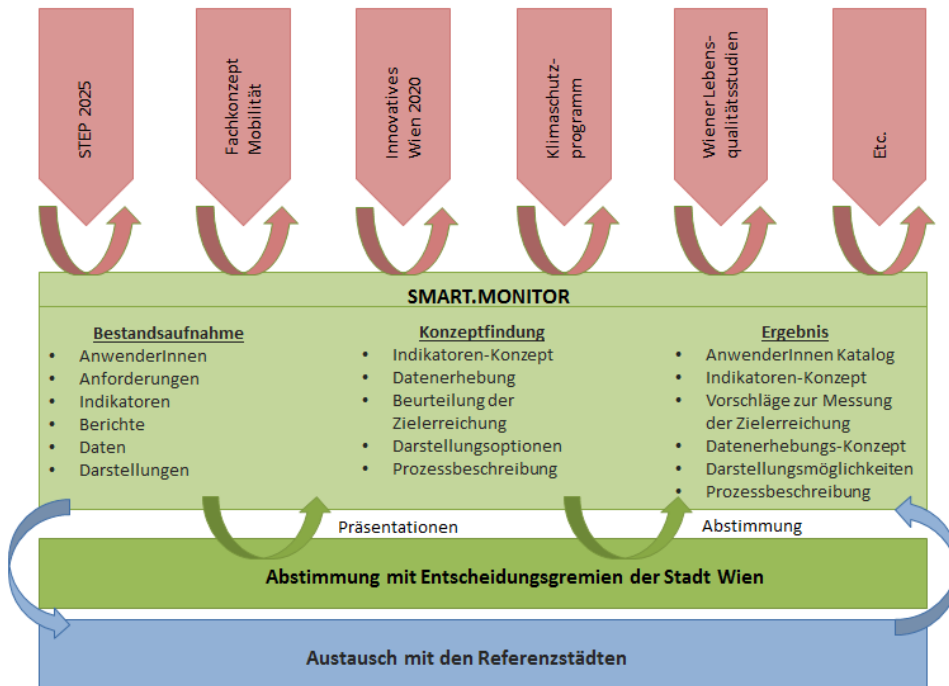 STEP 2025
Fachkonzept
Mobilität
Innovatives
Wien 2020
Klimaschutz-
programm
Wiener Lebens-
qualitätsstudien
Etc.
SMART.MONITOR
Bestandsaufnahme
• AnwenderInnen
• Anforderungen
• Indikatoren
• Berichte
• Daten
• Darstellungen
Konzeptfindung
• Indikatoren-Konzept
• Datenerhebung
• Beurteilung der
Zielerreichung
• Darstellungsoptionen
• Prozessbeschreibung
Ergebnis
• AnwenderInnen Katalog
• Indikatoren-Konzept
• Vorschläge zur Messung
der Zielerreichung
• Datenerhebungs-Konzept
• Darstellungsmöglichkeiten
• Prozessbeschreibung
Präsentationen
Abstimmung
Abstimmung mit Entscheidungsgremien der Stadt Wien
Austausch mit den Referenzstädten